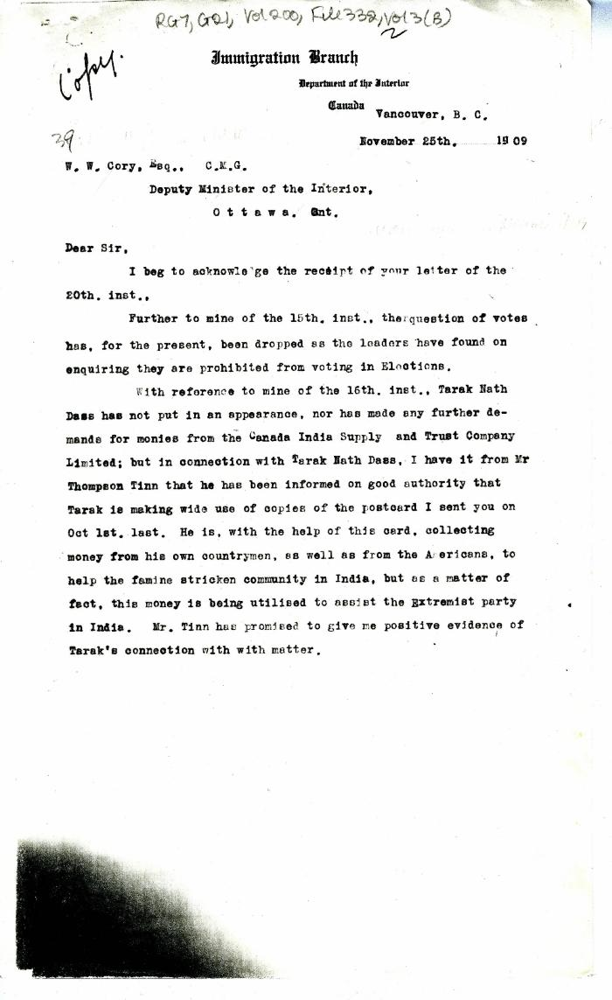 RG7, G21, Vol 200, File 332, Vol 3(B)
2
Copy.
Immigration Branch
Department of the Interior
Canada
Vancouver, B. C.
39
November 25th. 1909
W. W. Cory, Esq., C.M.G.
Deputy Minister of the Interior,
O t t a w a. Ont.
Dear Sir,
I beg to acknowle'ge the receipt of your letter of the
20th. inst.,
Further to mine of the 15th. inst., the question of votes
has, for the present, been dropped as the leaders have found on
enquiring they are prohibited from voting in Elections.
With reference to mine of the 16th. inst., Tarak Nath
Dass has not put in an appearance, nor has made any further de-
mands for monies from the Canada India Supply and Trust Company
Limited; but in connection with Tarak Nath Dass, I have it from Mr
Thompson Tinn that he has been informed on good authority that
Tarak is making wide use of copies of the postcard I sent you on
Oct 1st. last. He is, with the help of this card, collecting
money from his own countrymen, as well as from the A ericans, to
help the famine stricken community in India, but as a matter of
fact, this money is being utilised to assist the Extremist party
in India. Mr. Tinn has promised to give me positive evidence of
Tarak's connection with with matter.